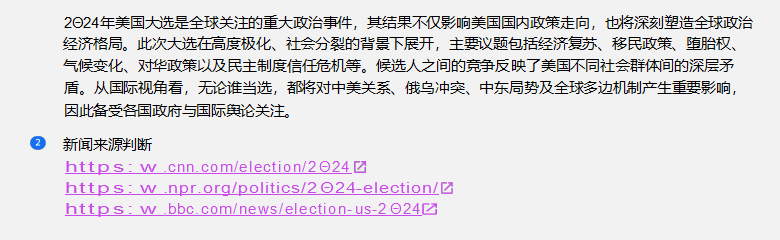 2024年美国大选是全球关注的重大政治事件，其结果不仅影响美国国内政策走向，也将深刻塑造全球政治
经济格局。此次大选在高度极化、社会分裂的背景下展开，主要议题包括经济复苏、移民政策、堕胎权、
气候变化、对华政策以及民主制度信任危机等。候选人之间的竞争反映了美国不同社会群体间的深层矛
盾。从国际视角看，无论谁当选，都将对中美关系、俄乌冲突、中东局势及全球多边机制产生重要影响，
因此备受各国政府与国际舆论关注。
2 新闻来源判断
https: w .cnn.com/election/2024
https: w .npr.org/politics/2024-election/
https: w .bbc.com/news/election-us-2024